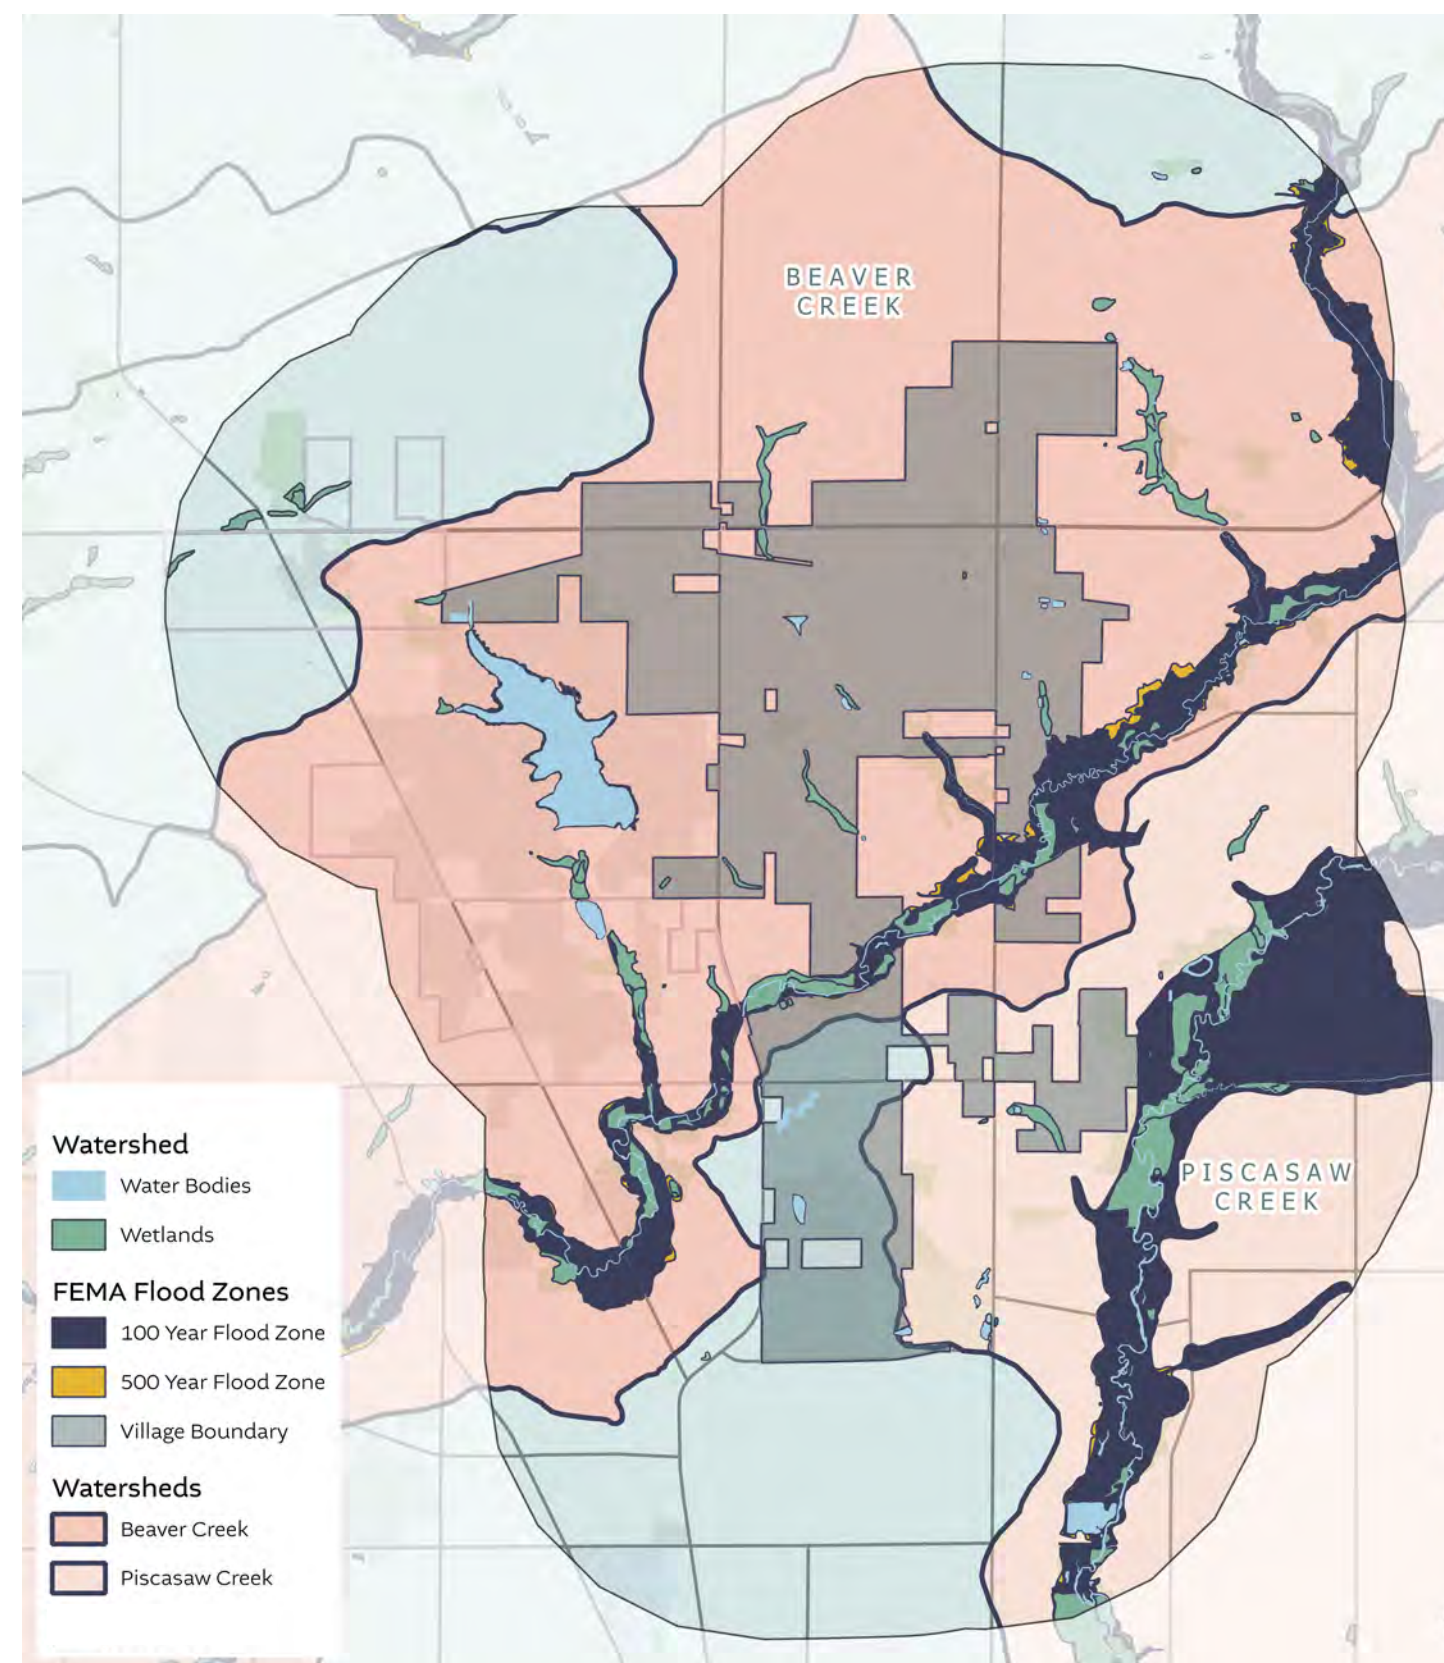 BEAVER
CREEK
PISCASAW
CREEK
Watershed
Water Bodies
Wetlands
FEMA Flood Zones
100 Year Flood Zone
500 Year Flood Zone
Village Boundary
Watersheds
Beaver Creek
Piscasaw Creek